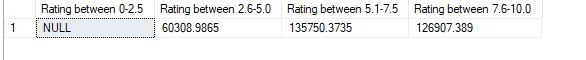 Rating between 0-2.5 Rating between 2.6-5.0 Rating between 5.1-7.5 Rating between 7.6-10.0
1 NULL 60308.9865 135750.3735 126907.389